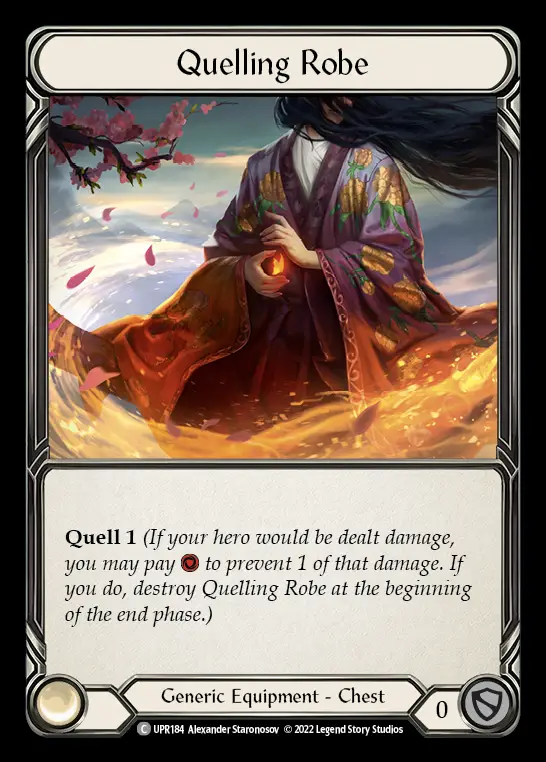 Quelling Robe
Quell 1 (If your hero would be dealt damage,
you may pay to prevent 1 of that damage. If
you do, destroy Quelling Robe at the beginning
of the end phase.)
Generic Equipment - Chest
0
C UPR184 Alexander Staronosov © 2022 Legend Story Studios